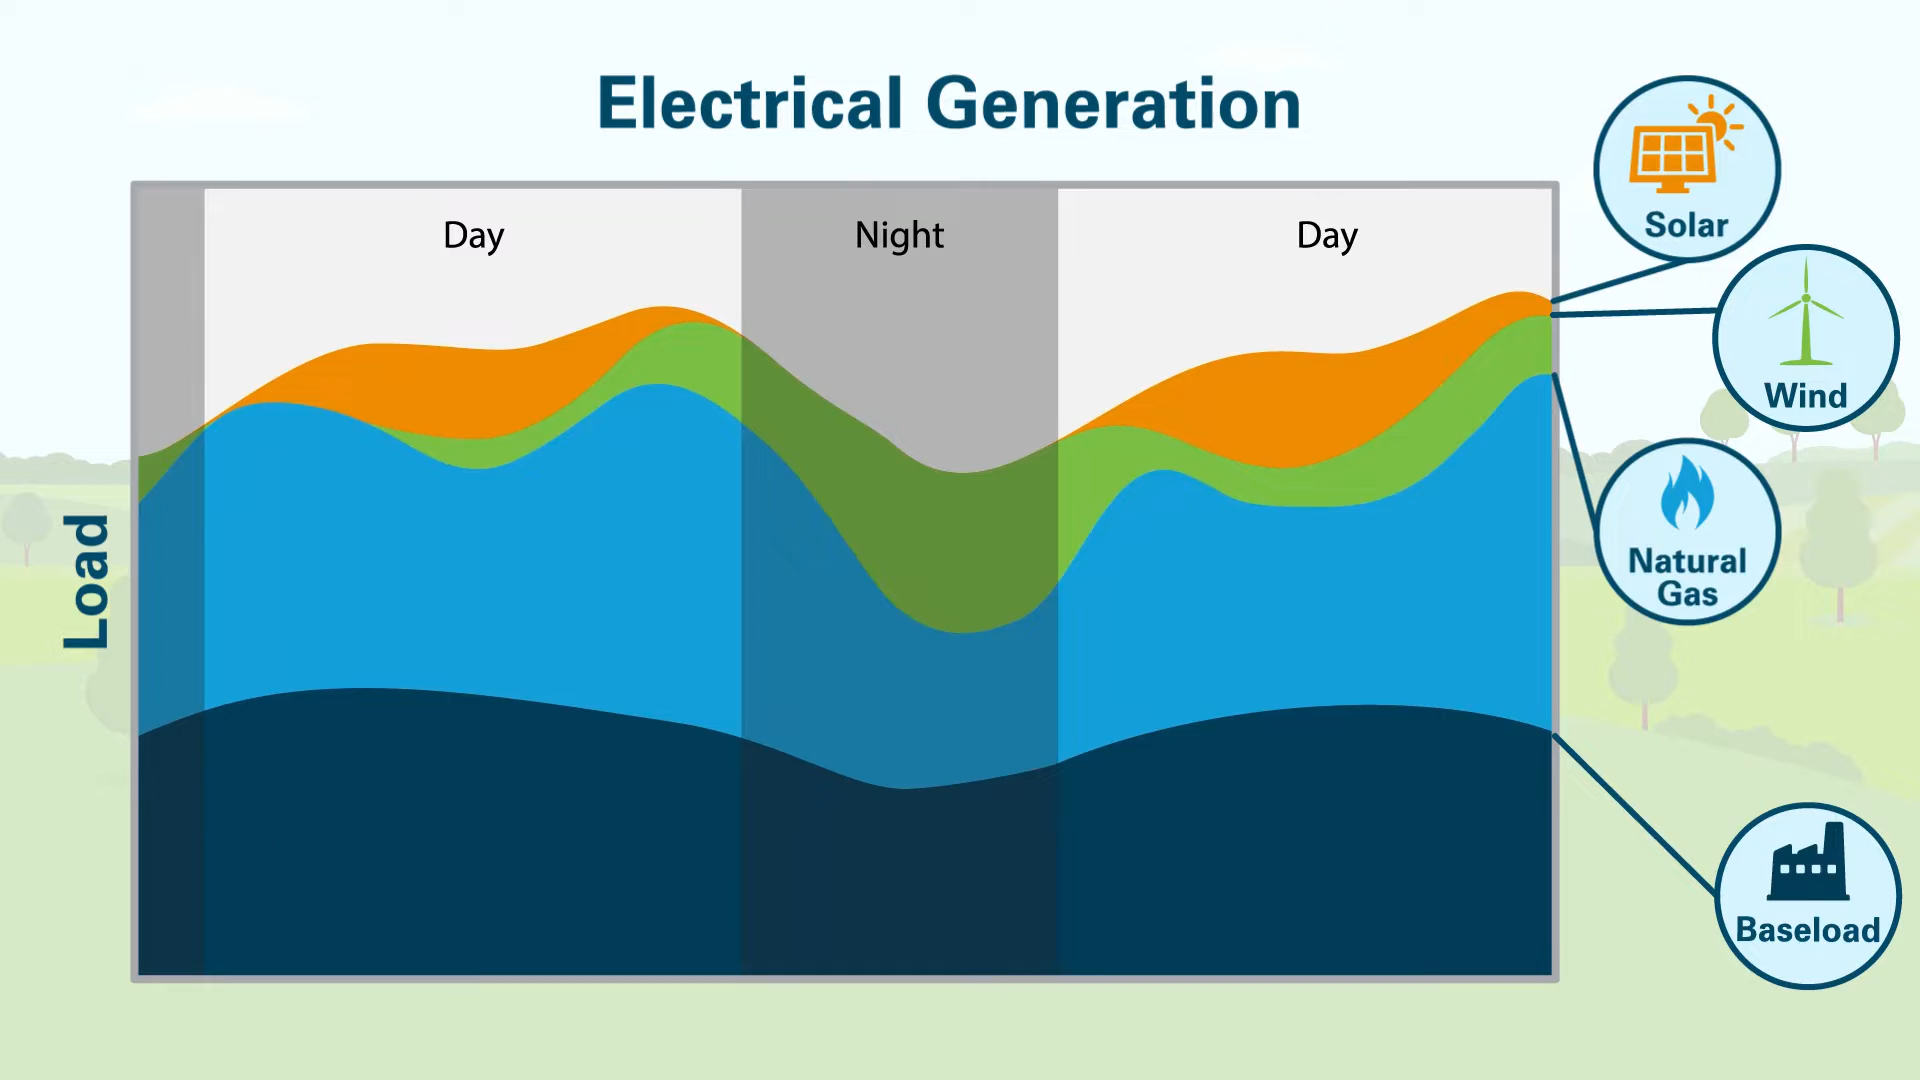 Electrical Generation
Day
Night
Day
Load
Solar
Wind
Natural
Gas
Baseload